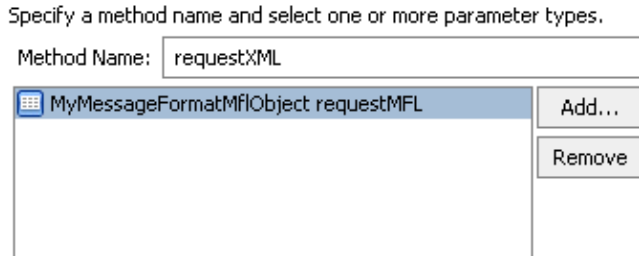 Specify a method name and select one or more parameter types.
Method Name: requestXML
MyMessageFormatMflObject requestMFL
Add...
Remove